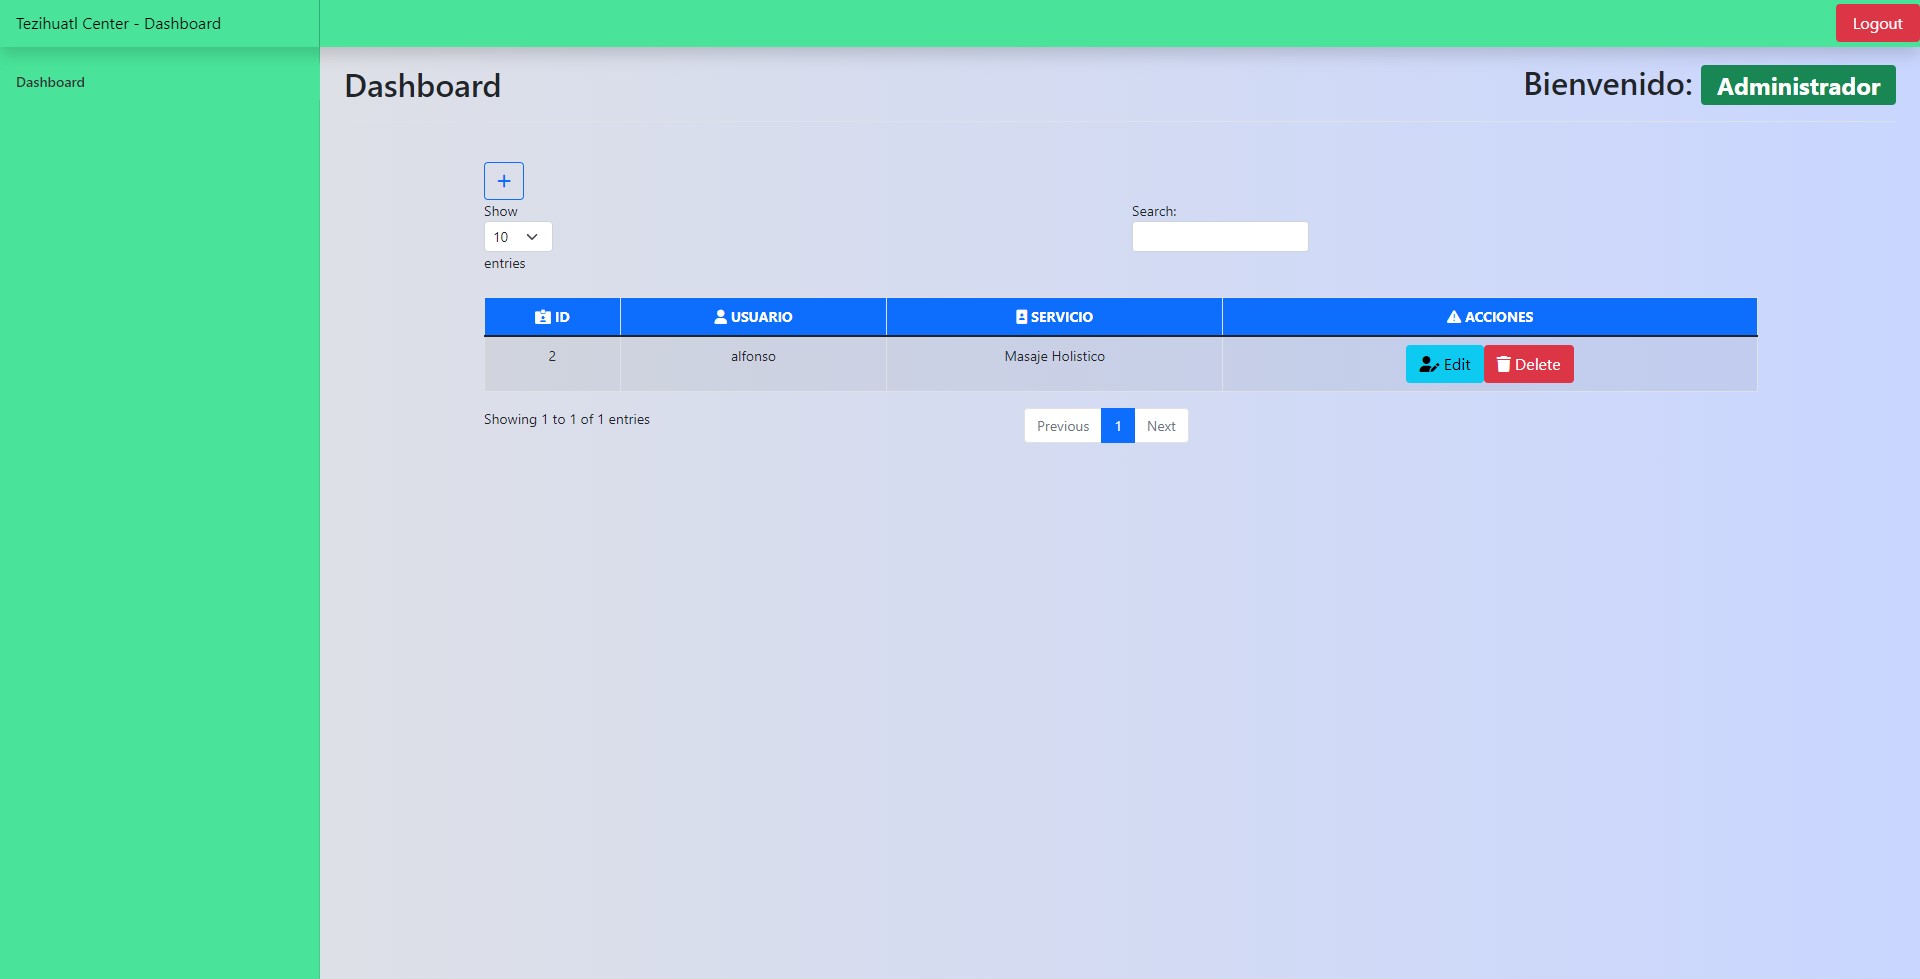 Tezihuatl Center - Dashboard
Logout
Dashboard
Dashboard
Bienvenido: Administrador
+
Show
10
entries
Search:
ID USUARIO SERVICIO ACCIONES
2 alfonso Masaje Holistico Edit Delete
Showing 1 to 1 of 1 entries
Previous 1 Next